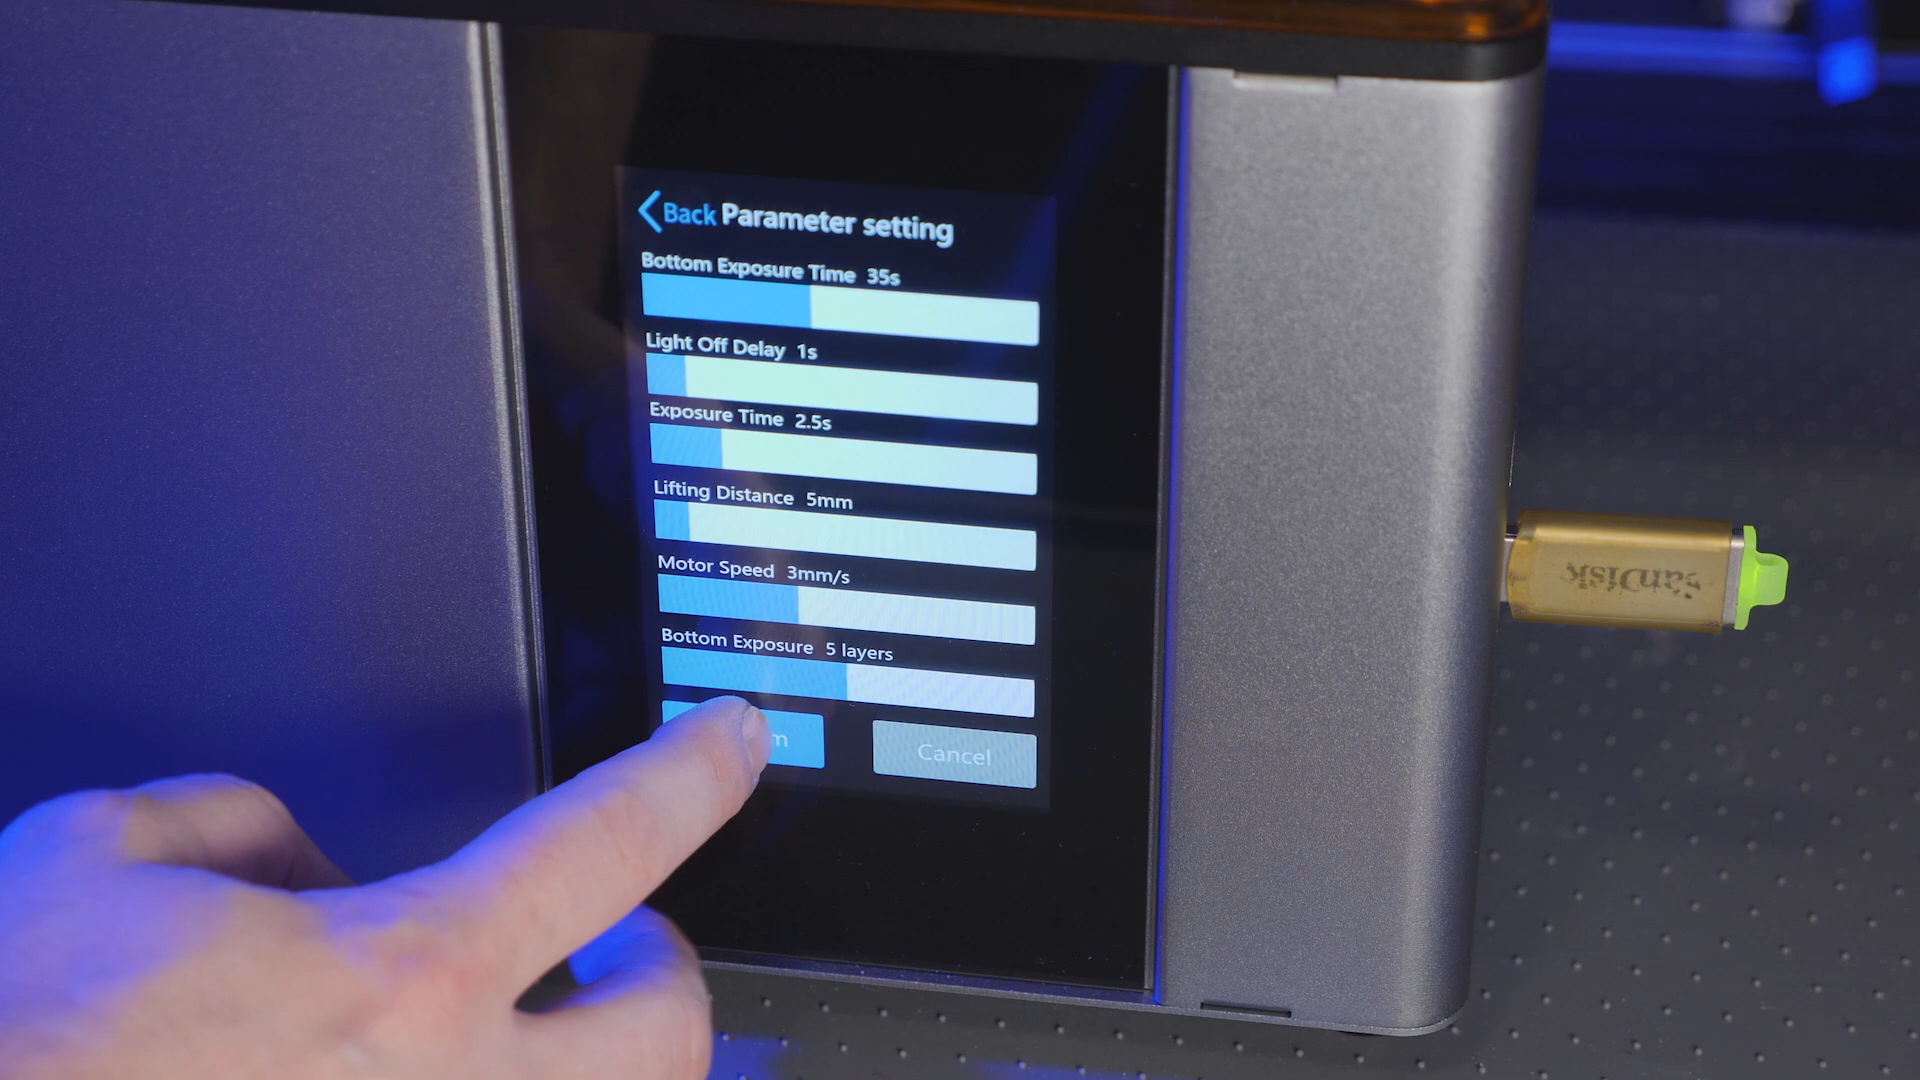 Back Parameter setting
Bottom Exposure Time 35s
Light Off Delay 1s
Exposure Time 2.5s
Lifting Distance 5mm
Motor Speed 3mm/s
Bottom Exposure 5 layers
Cancel
SanDisk